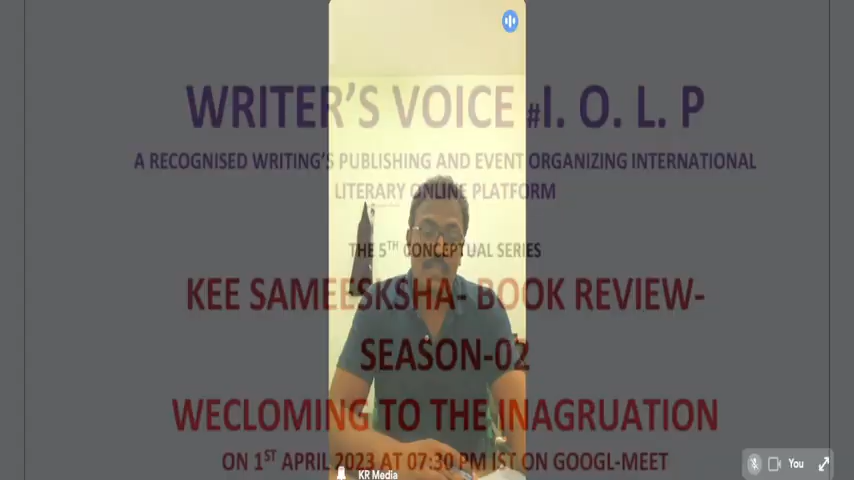 WRITER'S VOICE #I. O. L. P
A RECOGNISED WRITING'S PUBLISHING AND EVENT ORGANIZING INTERNATIONAL
LITERARY ONLINE PLATFORM
THE 5TH CONCEPTUAL SERIES
KEE SAMEESKSHA- BOOK REVIEW-
SEASON-02
WECLOMING TO THE INAGRUATION
ON 1ST APRIL 2023 AT 07:30 PM IST ON GOOGL-MEET
KR Media
You